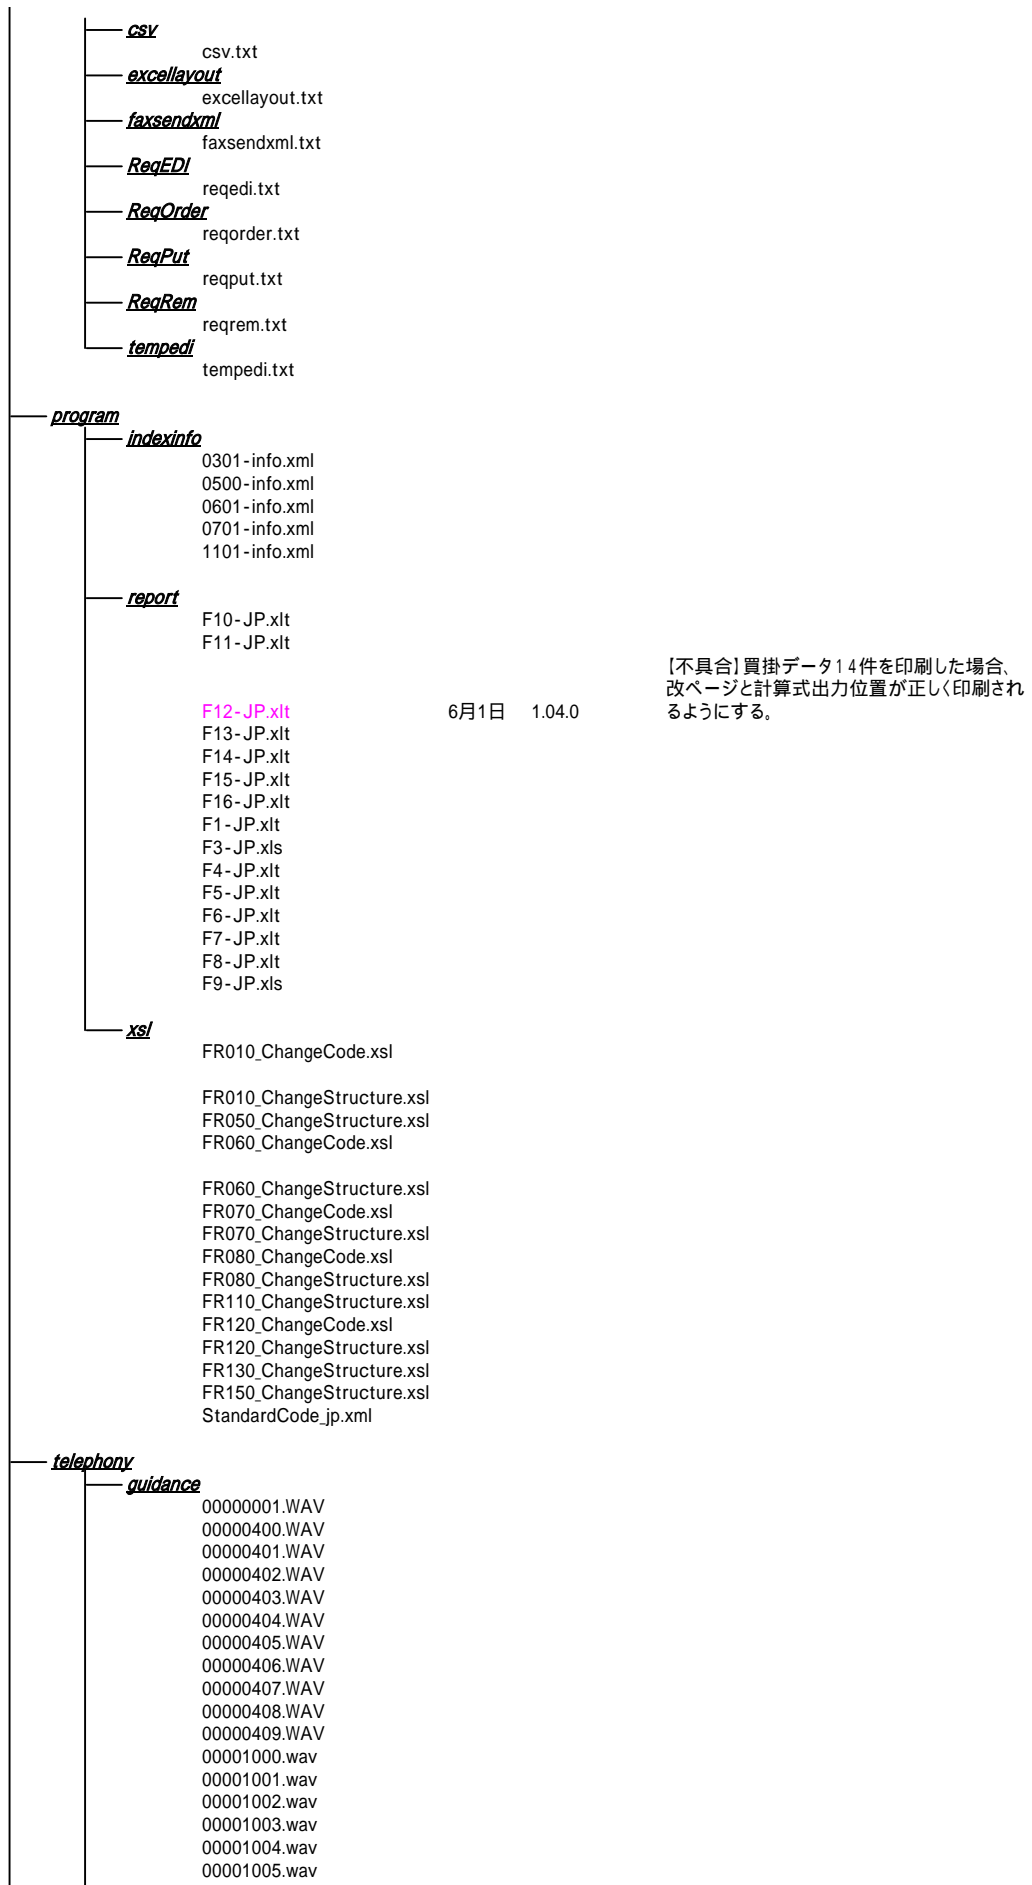 csv
csv.txt
excellayout
excellayout.txt
faxsendxml
faxsendxml.txt
ReqEDI
reqedi.txt
ReqOrder
reqorder.txt
ReqPut
reqput.txt
ReqRem
reqrem.txt
tempedi
tempedi.txt
program
indexinfo
0301-info.xml
0500-info.xml
0601-info.xml
0701-info.xml
1101-info.xml
report
F10-JP.xlt
F11-JP.xlt
F12-JP.xlt 6月1日 1.04.0
【不具合】買掛データ14件を印刷した場合、
改ページと計算式出力位置が正しく印刷され
るようにする。
F13-JP.xlt
F14-JP.xlt
F15-JP.xlt
F16-JP.xlt
F1-JP.xlt
F3-JP.xls
F4-JP.xlt
F5-JP.xlt
F6-JP.xlt
F7-JP.xlt
F8-JP.xlt
F9-JP.xls
xsl
FR010_ChangeCode.xsl
FR010_ChangeStructure.xsl
FR050_ChangeStructure.xsl
FR060_ChangeCode.xsl
FR060_ChangeStructure.xsl
FR070_ChangeCode.xsl
FR070_ChangeStructure.xsl
FR080_ChangeCode.xsl
FR080_ChangeStructure.xsl
FR110_ChangeStructure.xsl
FR120_ChangeCode.xsl
FR120_ChangeStructure.xsl
FR130_ChangeStructure.xsl
FR150_ChangeStructure.xsl
StandardCode_jp.xml
telephony
guidance
00000001.WAV
00000400.WAV
00000401.WAV
00000402.WAV
00000403.WAV
00000404.WAV
00000405.WAV
00000406.WAV
00000407.WAV
00000408.WAV
00000409.WAV
00001000.wav
00001001.wav
00001002.wav
00001003.wav
00001004.wav
00001005.wav